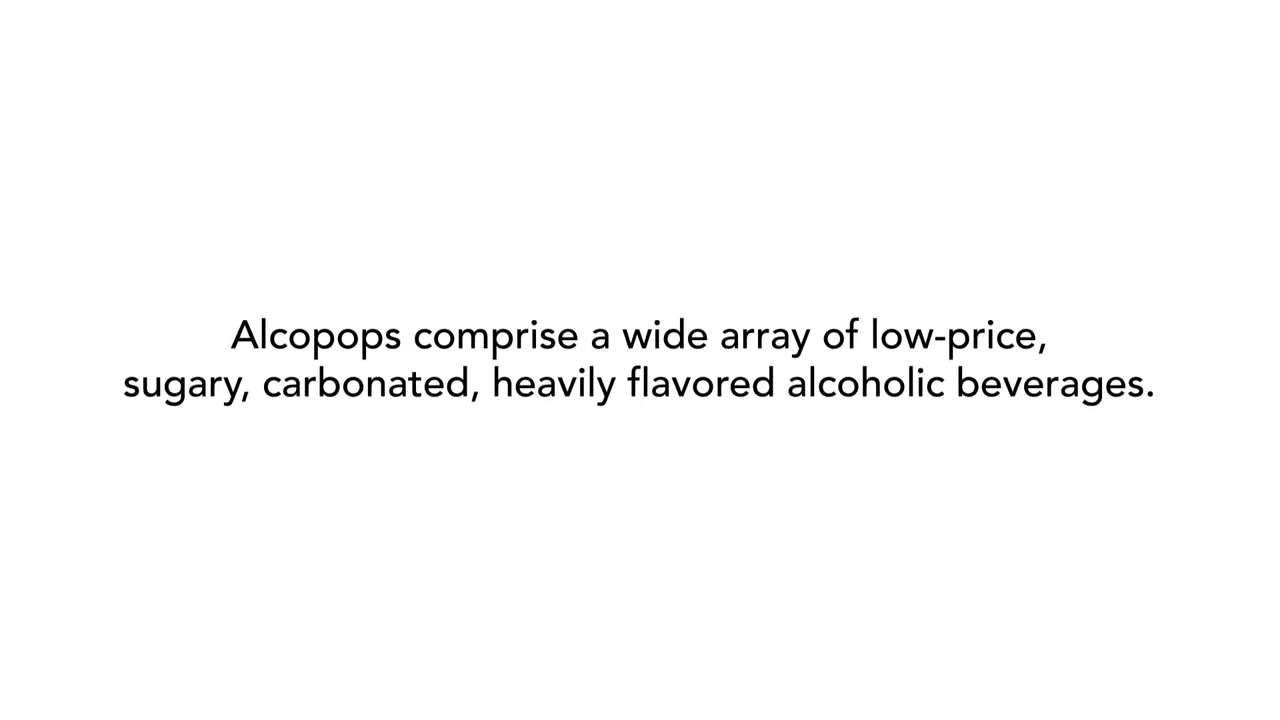 Alcopops comprise a wide array of low-price,
sugary, carbonated, heavily flavored alcoholic beverages.